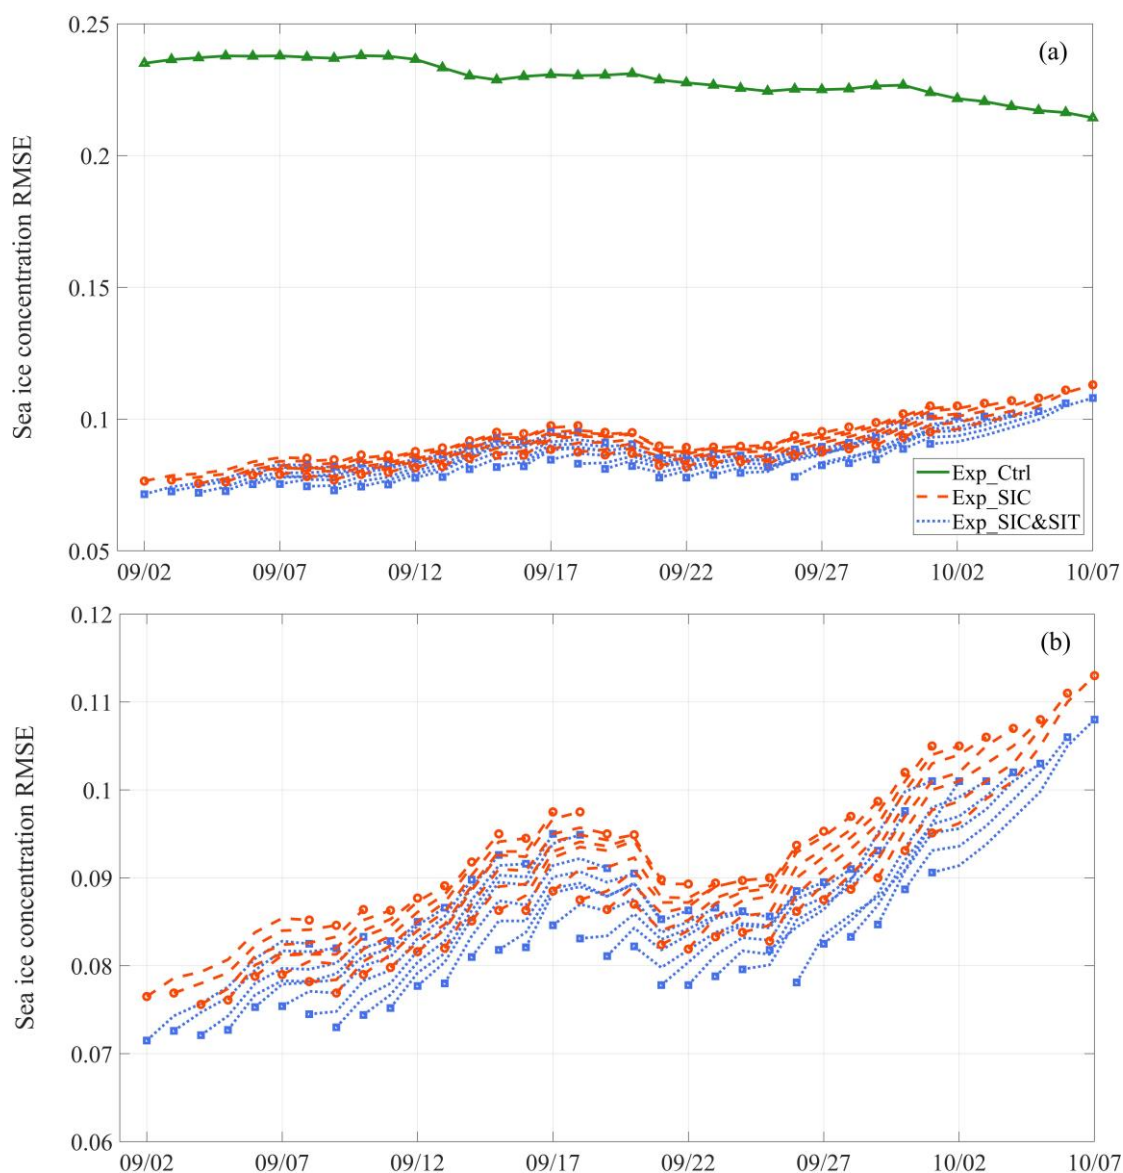 0.25
(a)
0.2
0.15
0.1
0.05
Sea ice concentration RMSE
Exp_Ctrl
Exp_SIC
Exp_SIC&SIT
09/02 09/07 09/12 09/17 09/22 09/27 10/02 10/07
0.12
(b)
0.11
0.1
0.09
0.08
0.07
0.06
Sea ice concentration RMSE
09/02 09/07 09/12 09/17 09/22 09/27 10/02 10/07